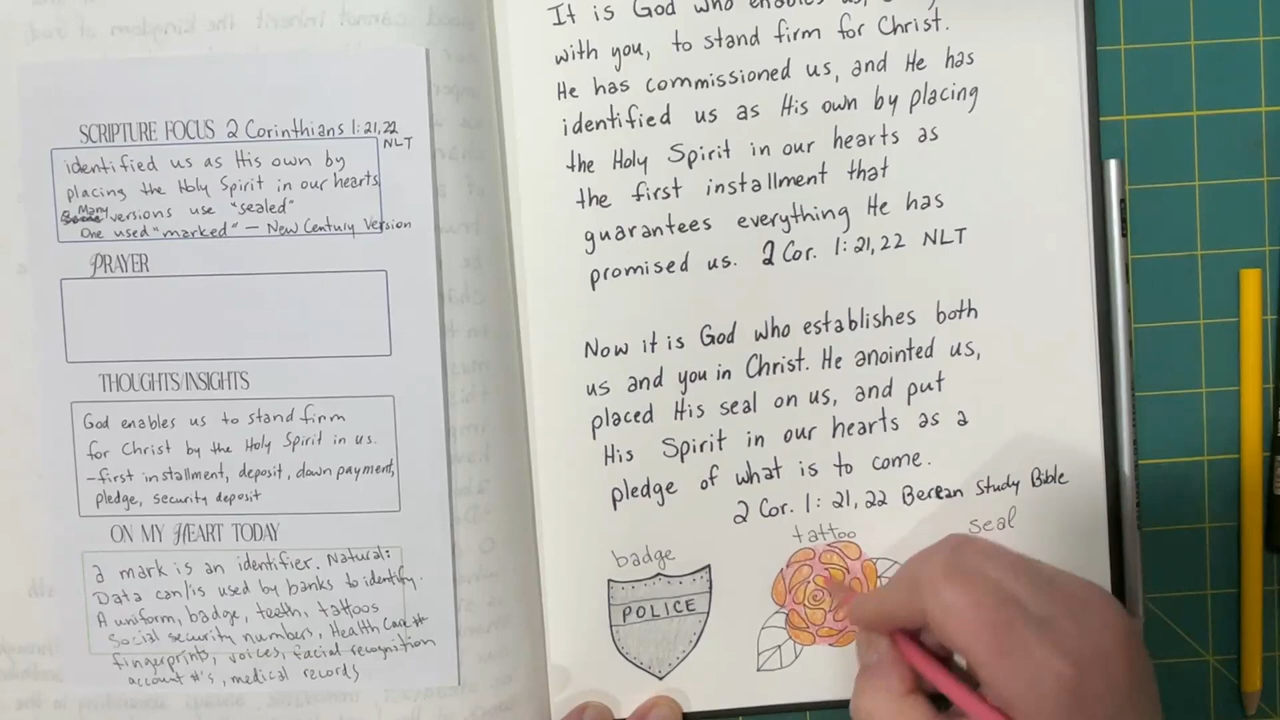 SCRIPTURE FOCUS 2 Corinthians 1:21,22
NLT
identified us as His own by
placing the Holy Spirit in our hearts
Many versions use "sealed"
One used "marked" — New Century Version
PRAYER
THOUGHTS/INSIGHTS
God enables us to stand firm
for Christ by the Holy Spirit in us.
-first installment, deposit, down payment,
pledge, security deposit
ON MY HEART TODAY
a mark is an identifier. Natural:
Data can/is used by banks to identify.
A uniform, badge, teeth, tattoos
Social security numbers, Health Care #
fingerprints, voices, facial recognition
account #'s, medical records
It is God who enables us,
with you, to stand firm for Christ.
He has commissioned us, and He has
identified us as His own by placing
the Holy Spirit in our hearts as
the first installment that
guarantees everything He has
promised us. 2 Cor. 1:21,22 NLT
Now it is God who establishes both
us and you in Christ. He anointed us,
placed His seal on us, and put
His Spirit in our hearts as a
pledge of what is to come.
2 Cor. 1:21,22 Berean Study Bible
badge
tattoo
seal
POLICE